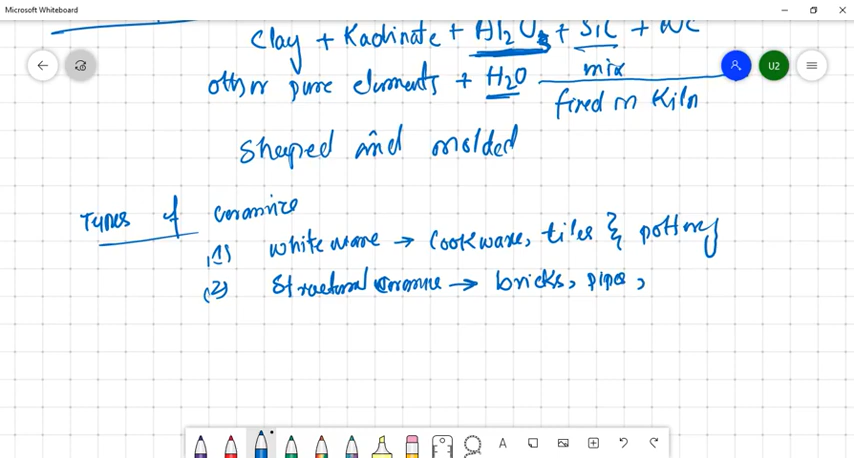 Microsoft Whiteboard
Clay + Kaolinate + Al2O3 + SiC + WC
other pure elements + H2O mix
fired in Kiln
U2
shaped and molded
Types of ceramics
(1) White ware → Cookware, tiles & pottery
(2) Structural ceramic → bricks, pipes,
A